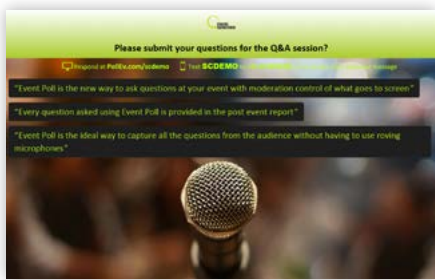 Please submit your questions for the Q&A session?
Respond at PollEv.com/scdemo Text SCDEMO message
"Event Poll is the new way to ask questions at your event with moderation control of what goes to screen"
"Every question asked using Event Poll is provided in the post event report"
"Event Poll is the ideal way to capture all the questions from the audience without having to use roving
microphones"